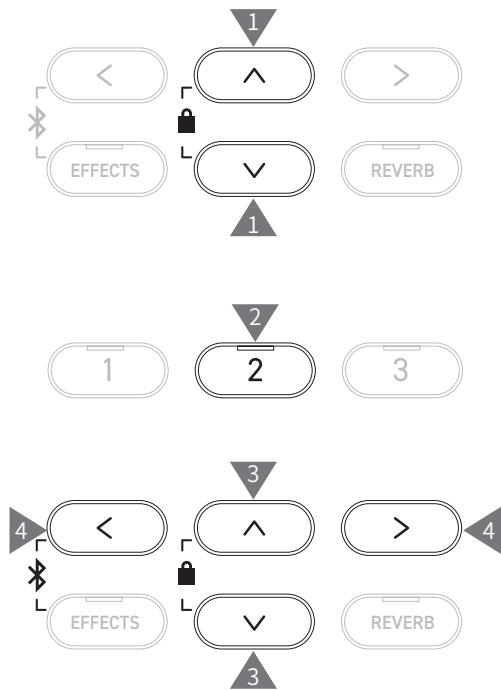 1
< ∧ >
EFFECTS ∨ REVERB
1
2
1 2 3
3
4 < ∧ > 4
EFFECTS ∨ REVERB
3